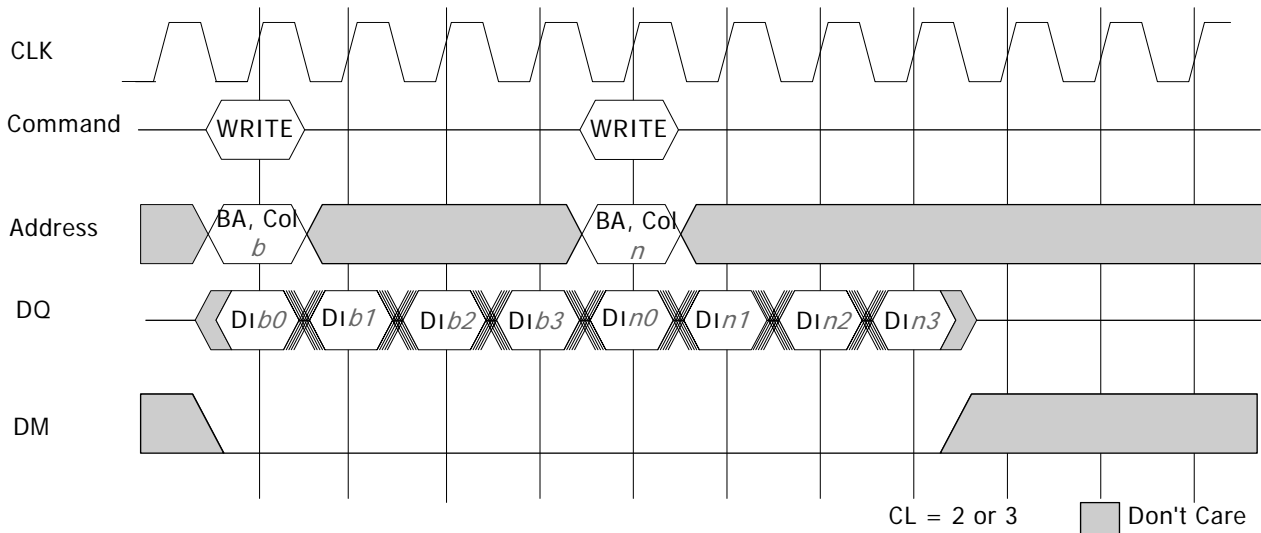 CLK
Command
WRITE
WRITE
Address
BA, Col
b
BA, Col
n
DQ
DIb0
DIb1
DIb2
DIb3
DIn0
DIn1
DIn2
DIn3
DM
CL = 2 or 3
Don't Care